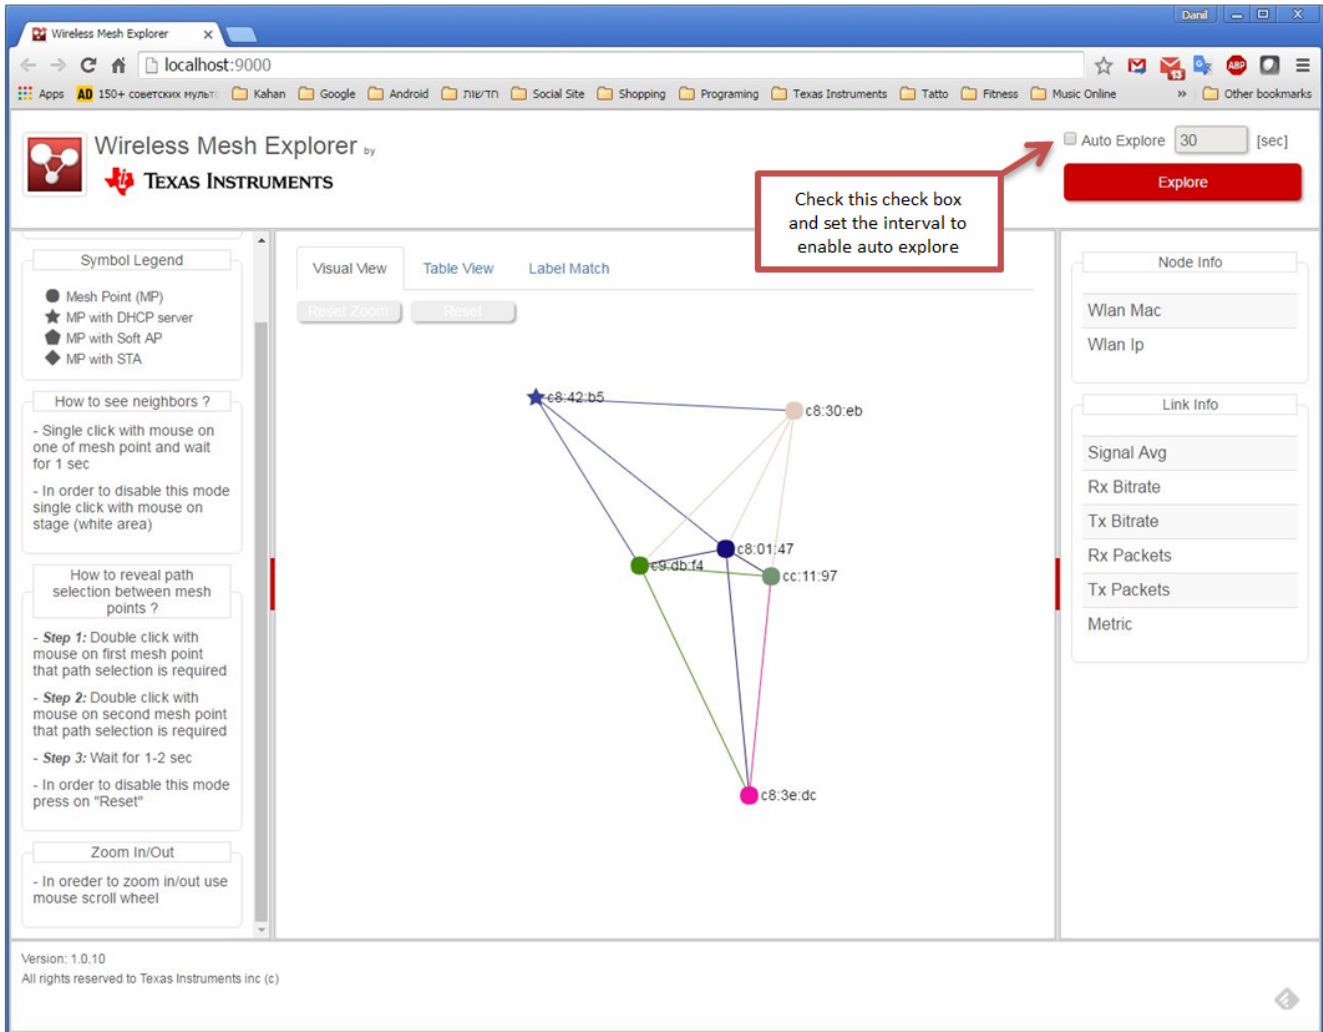 Danil
Wireless Mesh Explorer
localhost:9000
13
ABP
Apps
AD 150+ советских мульт
Kahan
Google
Android
חדשות
Social Site
Shopping
Programing
Texas Instruments
Tatto
Fitness
Music Online
»
Other bookmarks
Wireless Mesh Explorer by
TEXAS INSTRUMENTS
Auto Explore 30 [sec]
Explore
Check this check box
and set the interval to
enable auto explore
Symbol Legend
Mesh Point (MP)
MP with DHCP server
MP with Soft AP
MP with STA
How to see neighbors ?
- Single click with mouse on
one of mesh point and wait
for 1 sec
- In order to disable this mode
single click with mouse on
stage (white area)
How to reveal path
selection between mesh
points ?
- Step 1: Double click with
mouse on first mesh point
that path selection is required
- Step 2: Double click with
mouse on second mesh point
that path selection is required
- Step 3: Wait for 1-2 sec
- In order to disable this mode
press on "Reset"
Zoom In/Out
- In oreder to zoom in/out use
mouse scroll wheel
Visual View
Table View
Label Match
Reset Zoom
Reset
c8:42:b5
c8:30:eb
c8:01:47
c9:db:f4
cc:11:97
c8:3e:dc
Node Info
Wlan Mac
Wlan Ip
Link Info
Signal Avg
Rx Bitrate
Tx Bitrate
Rx Packets
Tx Packets
Metric
Version: 1.0.10
All rights reserved to Texas Instruments inc (c)